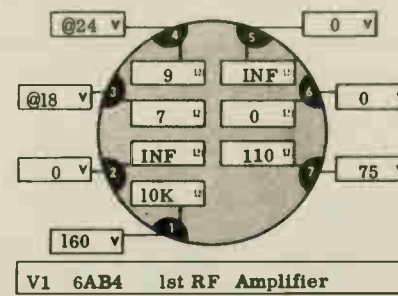 @24 V
0 V
4
5
9 Ω
INF Ω
@18 V
3
6
0
7 Ω
0 Ω
INF Ω
110 Ω
0 V
2
7
75
10K Ω
1
160 V
V1 6AB4 1st RF Amplifier